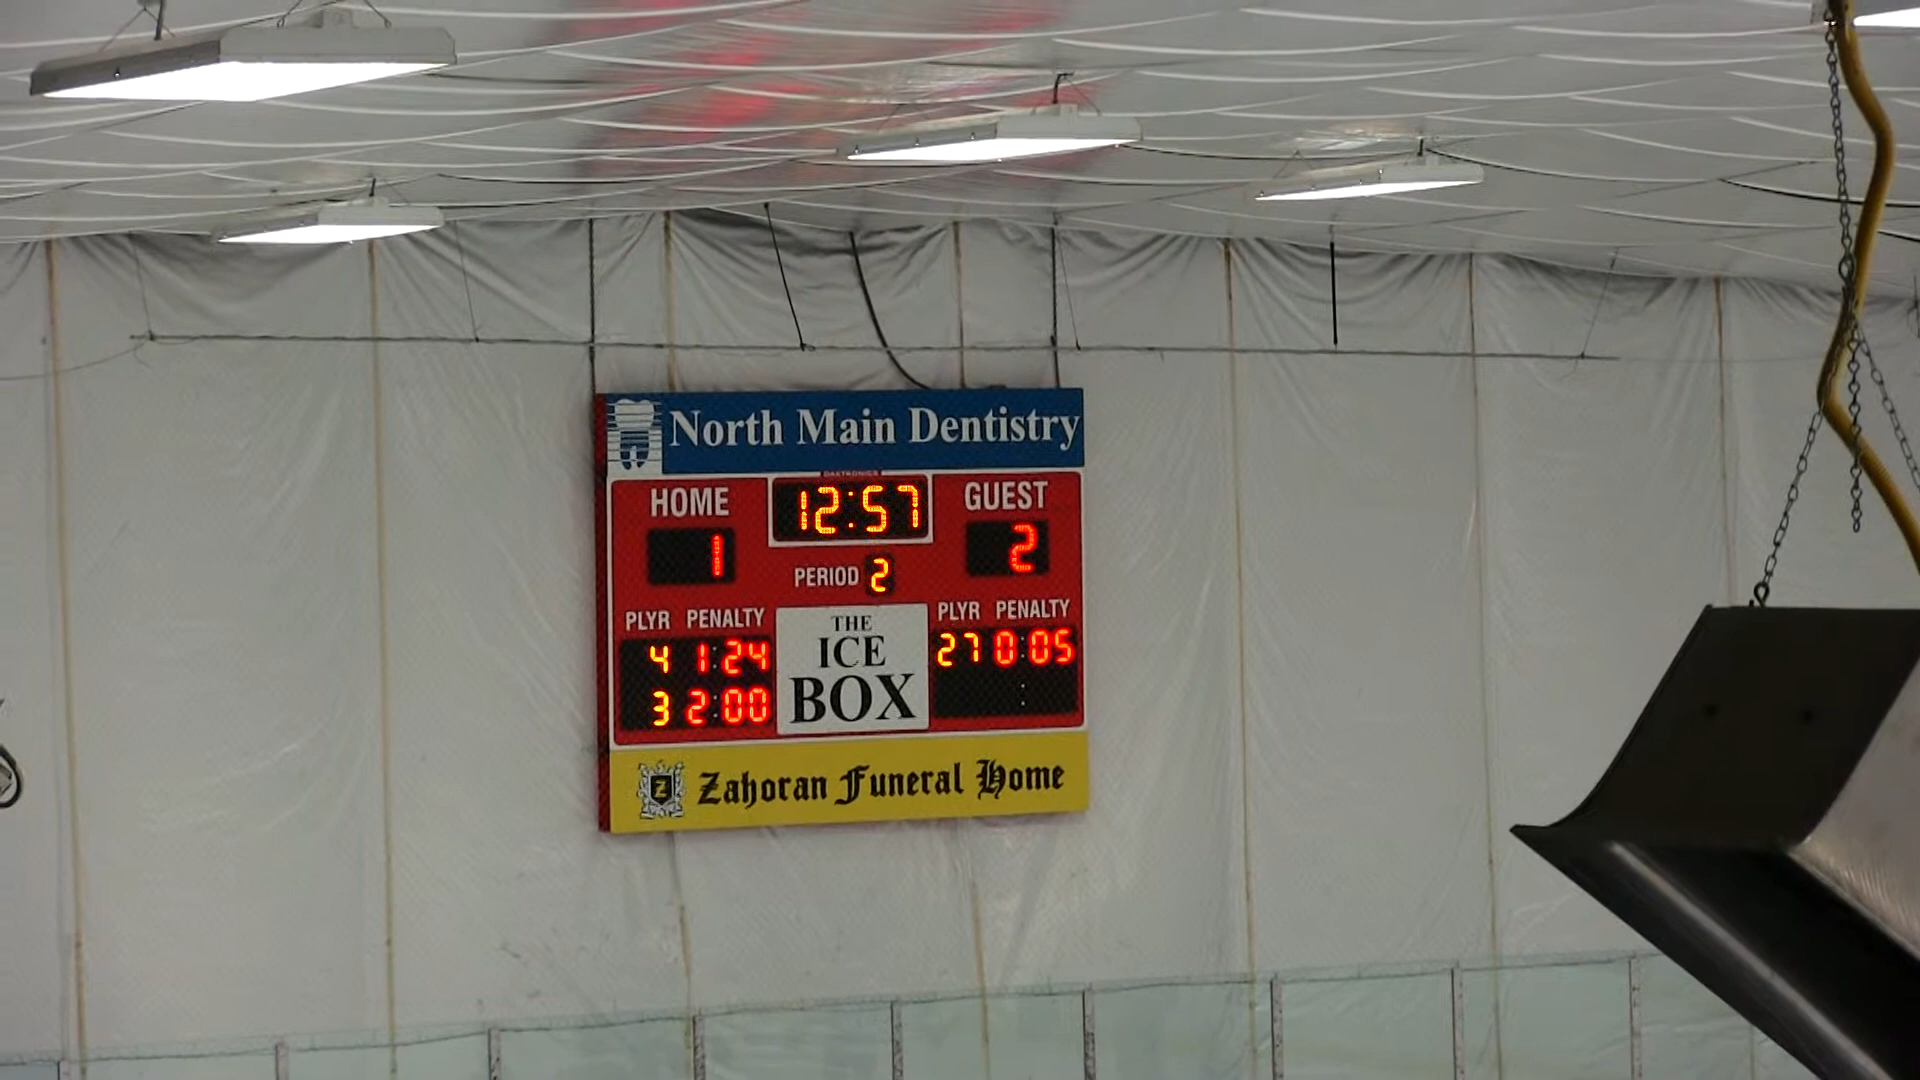 North Main Dentistry
DAKTRONICS
HOME 12:57 GUEST
1 2
PERIOD 2
PLYR PENALTY
4 1:24
3 2:00
THE
ICE
BOX
PLYR PENALTY
27 0:05
:
Z Zahoran Funeral Home